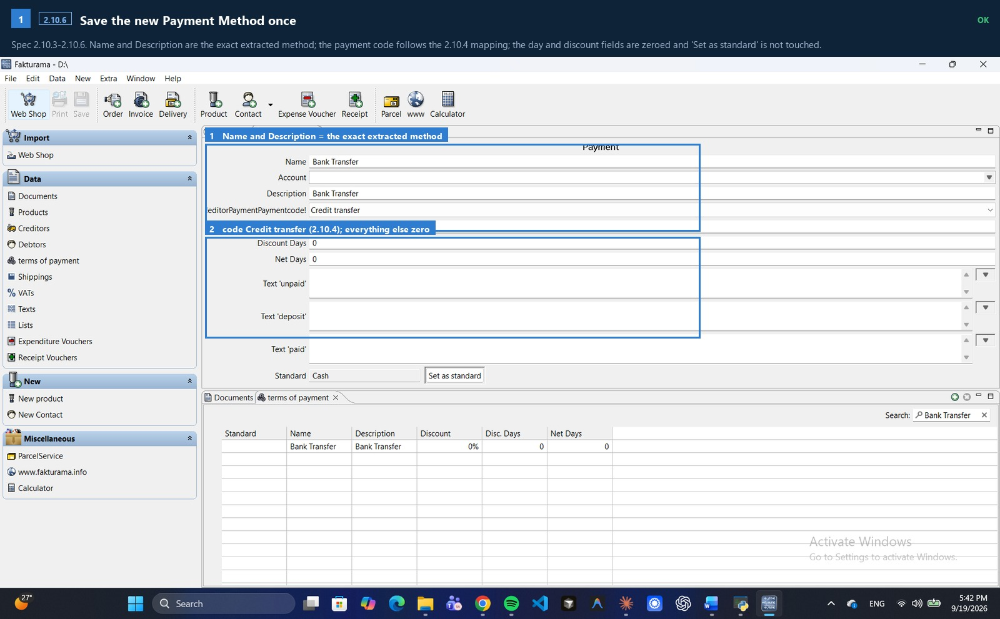 1 2.10.6 Save the new Payment Method once OK
Spec 2.10.3-2.10.6. Name and Description are the exact extracted method; the payment code follows the 2.10.4 mapping; the day and discount fields are zeroed and 'Set as standard' is not touched.
Fakturama - D:\
File Edit Data New Extra Window Help
Web Shop Print Save Order Invoice Delivery Product Contact Expense Voucher Receipt Parcel www Calculator
Import
Web Shop
Data
Documents
Products
Creditors
Debtors
terms of payment
Shippings
VATs
Texts
Lists
Expenditure Vouchers
Receipt Vouchers
New
New product
New Contact
Miscellaneous
ParcelService
www.fakturama.info
Calculator
1 Name and Description = the exact extracted method
Payment
Name Bank Transfer
Account
Description Bank Transfer
editorPaymentPaymentcode! Credit transfer
2 code Credit transfer (2.10.4); everything else zero
Discount Days 0
Net Days 0
Text 'unpaid'
Text 'deposit'
Text 'paid'
Standard Cash Set as standard
Documents terms of payment
Search: Bank Transfer
Standard Name Description Discount Disc. Days Net Days
Bank Transfer Bank Transfer 0% 0 0
Activate Windows
Go to Settings to activate Windows.
27°
Search
ENG
5:42 PM
9/19/2026